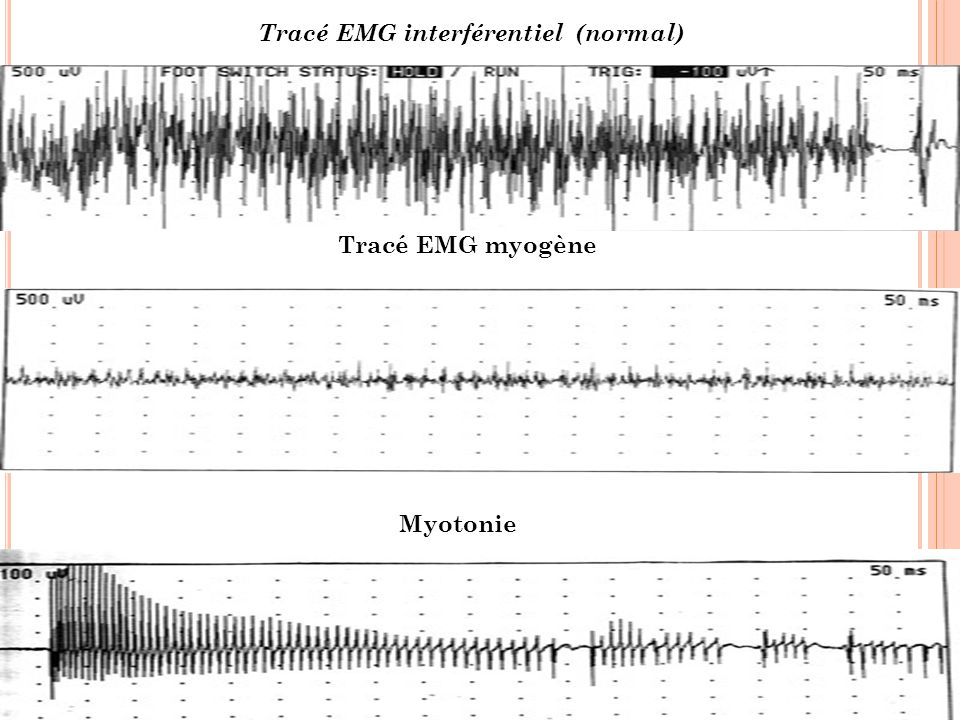 Tracé EMG interférentiel (normal)
500 uV FOOT SWITCH STATUS: HOLD / RUN TRIG: -100 uV 50 ms
Tracé EMG myogène
500 uV 50 ms
Myotonie
100 uV 50 ms